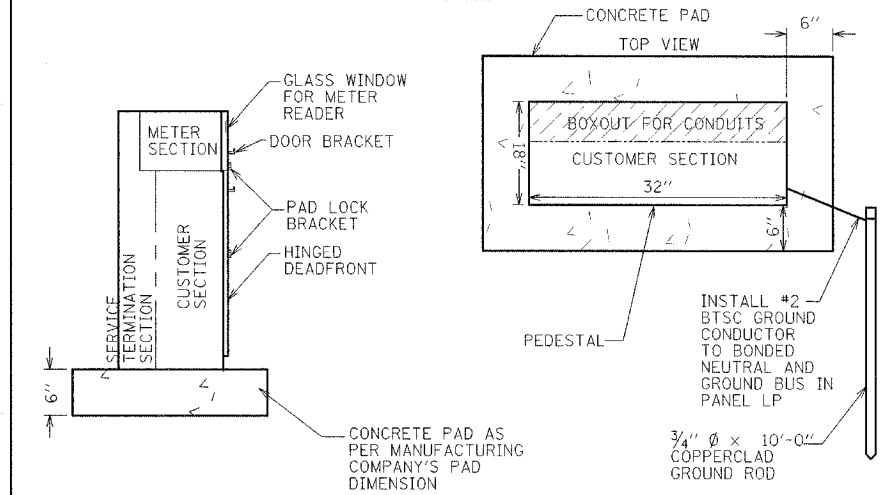 GLASS WINDOW
FOR METER
READER
METER
SECTION
DOOR BRACKET
PAD LOCK
BRACKET
HINGED
DEADFRONT
SERVICE
TERMINATION
SECTION
CUSTOMER
SECTION
6"
CONCRETE PAD AS
PER MANUFACTURING
COMPANY'S PAD
DIMENSION
CONCRETE PAD
TOP VIEW
6"
BOXOUT FOR CONDUITS
18"
CUSTOMER SECTION
32"
6"
PEDESTAL
INSTALL #2
BTSC GROUND
CONDUCTOR
TO BONDED
NEUTRAL AND
GROUND BUS IN
PANEL LP
3/4" Ø x 10'-0"
COPPERCLAD
GROUND ROD